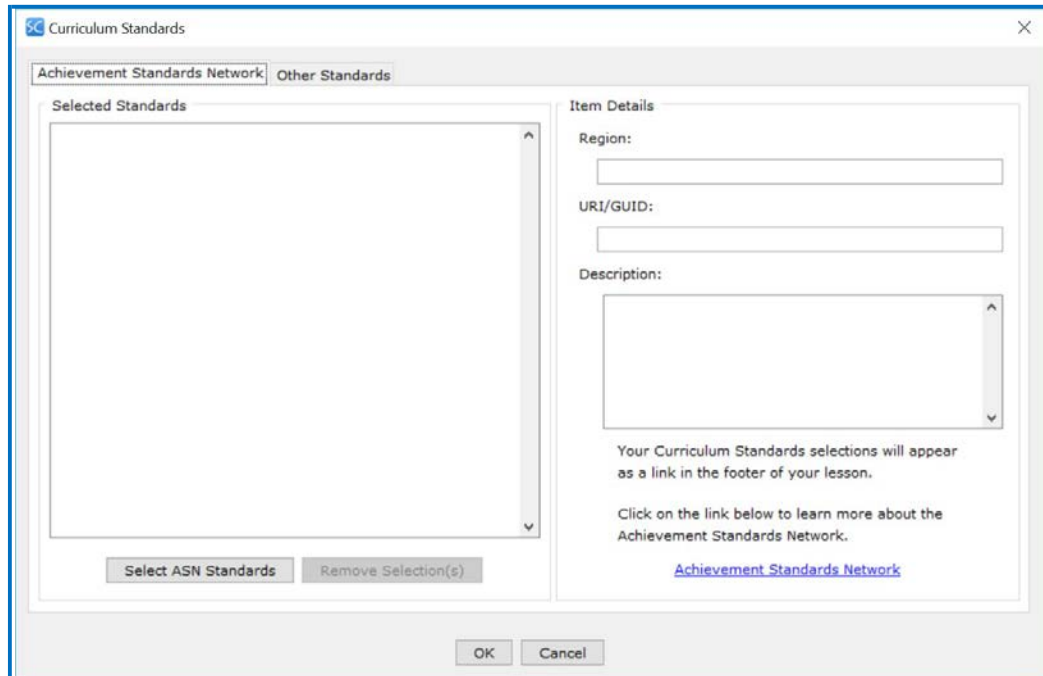 SC Curriculum Standards
Achievement Standards Network Other Standards
Selected Standards
Select ASN Standards Remove Selection(s)
Item Details
Region:
URI/GUID:
Description:
Your Curriculum Standards selections will appear
as a link in the footer of your lesson.
Click on the link below to learn more about the
Achievement Standards Network.
Achievement Standards Network
OK Cancel